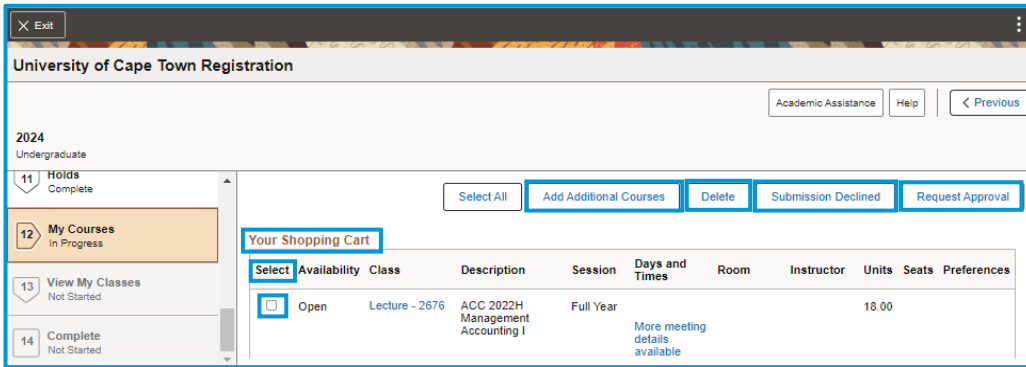 Exit
University of Cape Town Registration
Academic Assistance Help Previous
2024
Undergraduate
11 Holds
Complete
12 My Courses
In Progress
13 View My Classes
Not Started
14 Complete
Not Started
Select All Add Additional Courses Delete Submission Declined Request Approval
Your Shopping Cart
Select Availability Class Description Session Days and Times Room Instructor Units Seats Preferences
Open Lecture - 2676 ACC 2022H Full Year 18.00
Management
Accounting I
More meeting
details
available